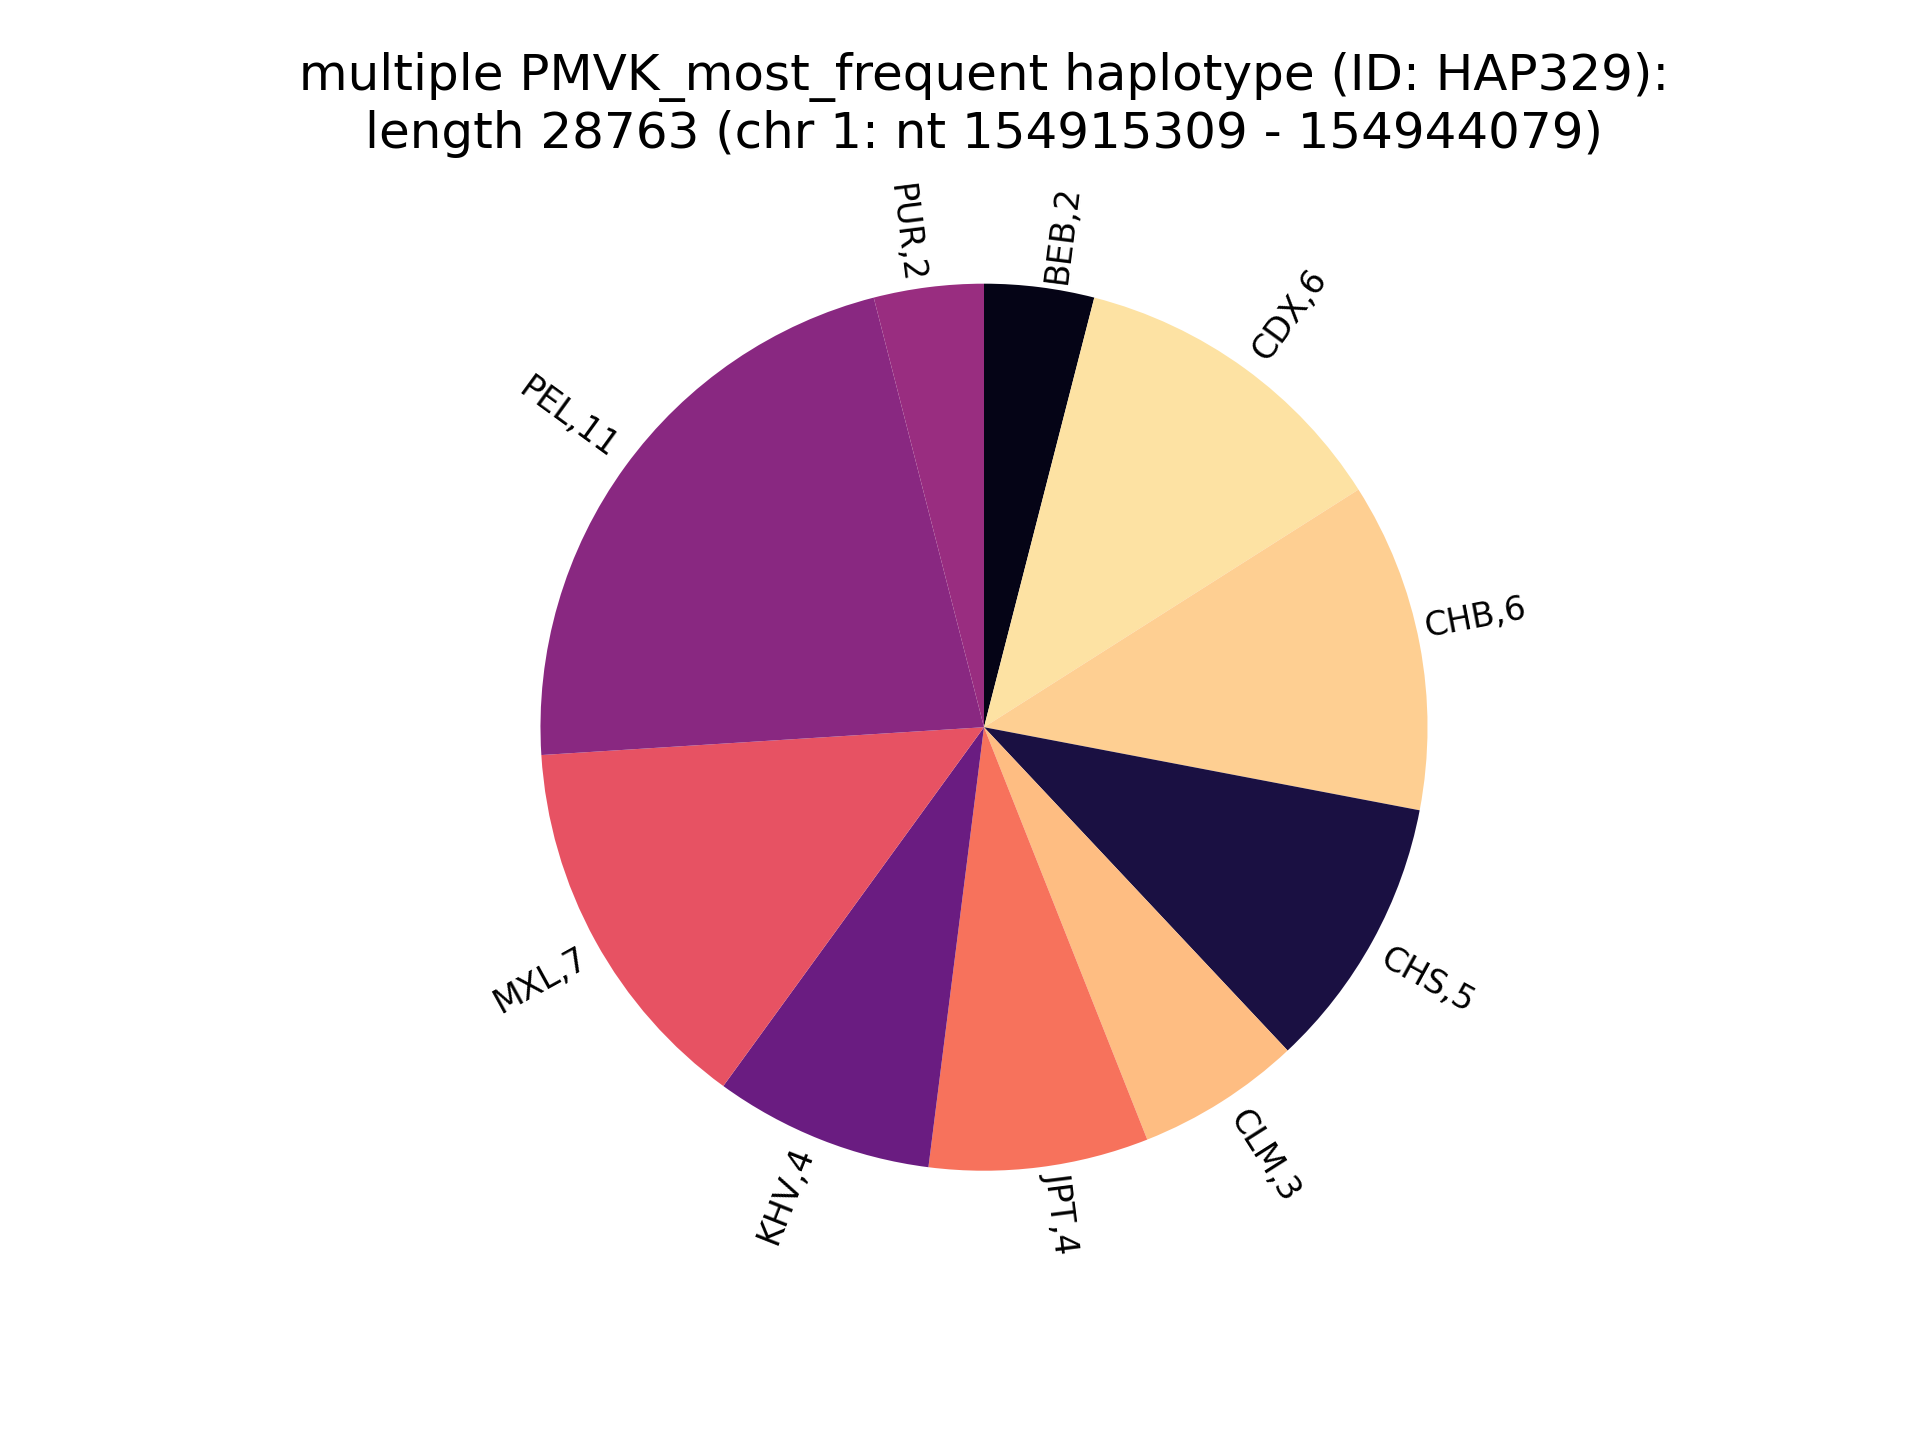 multiple PMVK_most_frequent haplotype (ID: HAP329):
length 28763 (chr 1: nt 154915309 - 154944079)
BEB,2
CDX,6
CHB,6
CHS,5
CLM,3
JPT,4
KHV,4
MXL,7
PEL,11
PUR,2